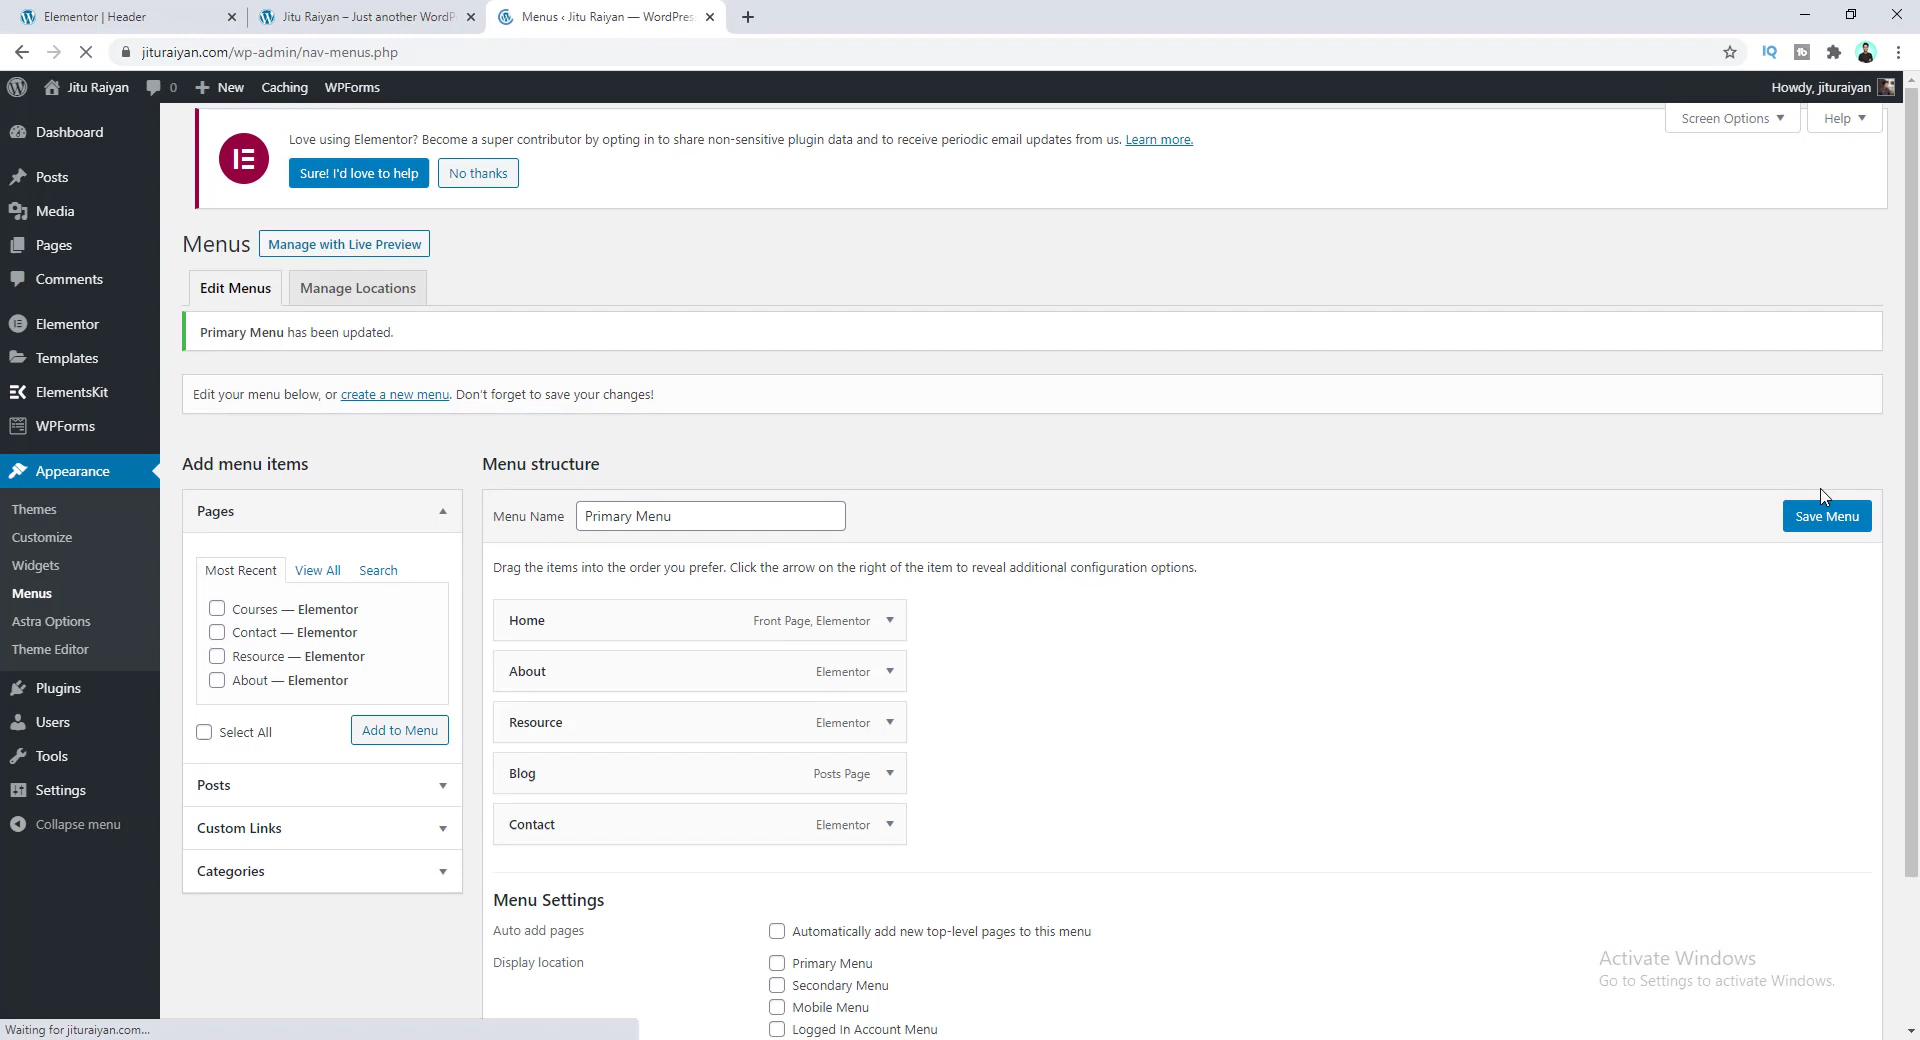 Elementor | Header
Jitu Raiyan – Just another WordP
Menus ‹ Jitu Raiyan — WordPres
jituraiyan.com/wp-admin/nav-menus.php
Jitu Raiyan
0
New
Caching
WPForms
Howdy, jituraiyan
Screen Options
Help
Love using Elementor? Become a super contributor by opting in to share non-sensitive plugin data and to receive periodic email updates from us. Learn more.
Sure! I'd love to help
No thanks
Dashboard
Posts
Media
Pages
Comments
Elementor
Templates
ElementsKit
WPForms
Appearance
Themes
Customize
Widgets
Menus
Astra Options
Theme Editor
Plugins
Users
Tools
Settings
Collapse menu
Menus
Manage with Live Preview
Edit Menus
Manage Locations
Primary Menu has been updated.
Edit your menu below, or create a new menu. Don't forget to save your changes!
Add menu items
Pages
Most Recent
View All
Search
Courses — Elementor
Contact — Elementor
Resource — Elementor
About — Elementor
Select All
Add to Menu
Posts
Custom Links
Categories
Menu structure
Menu Name
Primary Menu
Save Menu
Drag the items into the order you prefer. Click the arrow on the right of the item to reveal additional configuration options.
Home
Front Page, Elementor
About
Elementor
Resource
Elementor
Blog
Posts Page
Contact
Elementor
Menu Settings
Auto add pages
Automatically add new top-level pages to this menu
Display location
Primary Menu
Secondary Menu
Mobile Menu
Logged In Account Menu
Activate Windows
Go to Settings to activate Windows.
Waiting for jituraiyan.com...